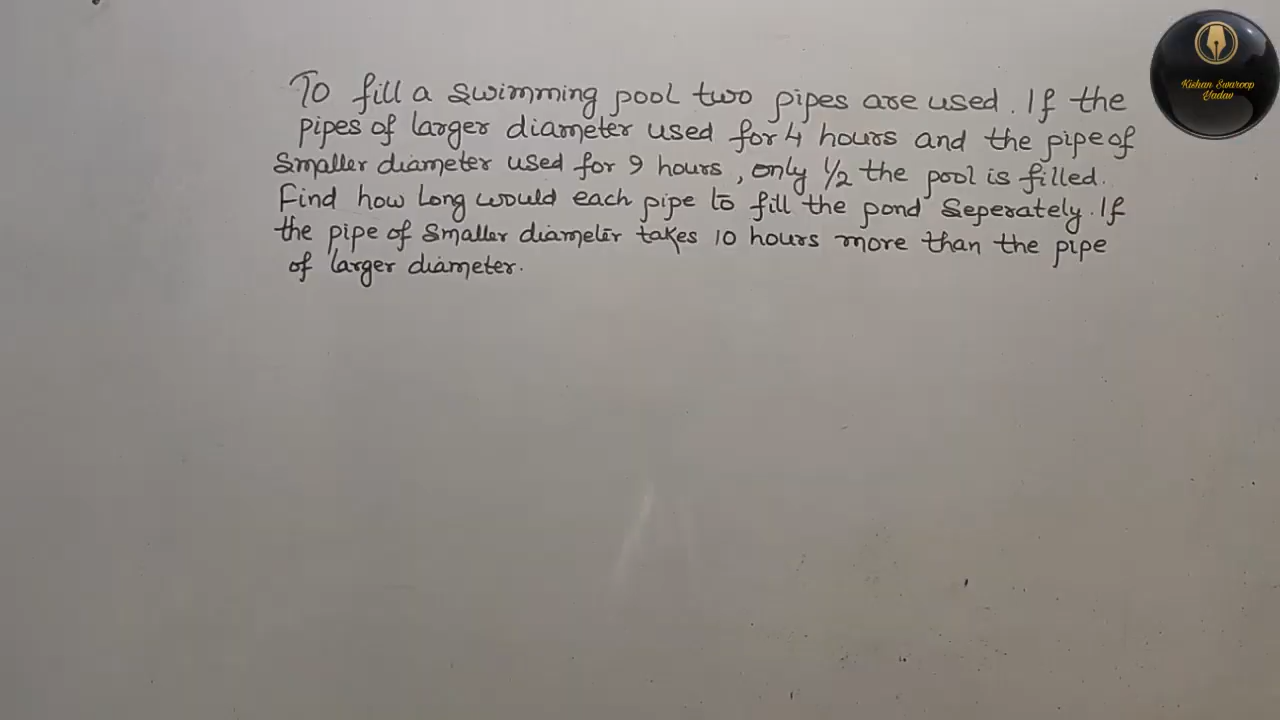 To fill a swimming pool two pipes are used. If the
pipes of larger diameter used for 4 hours and the pipe of
smaller diameter used for 9 hours, only 1/2 the pool is filled.
Find how long would each pipe to fill the pond seperately. If
the pipe of smaller diameter takes 10 hours more than the pipe
of larger diameter.
Kishan Swaroop
Yadav